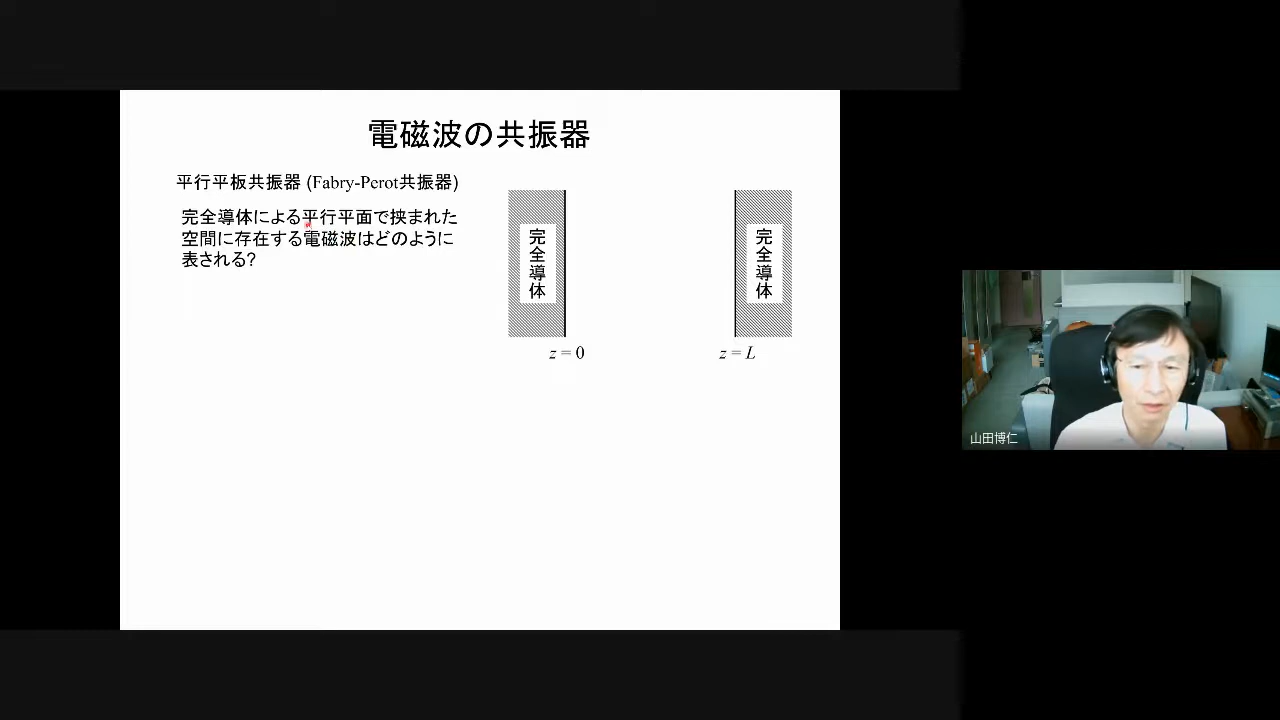 電磁波の共振器
平行平板共振器 (Fabry-Perot共振器)
完全導体による平行平面で挟まれた
空間に存在する電磁波はどのように
表される?
完全導体
完全導体
z = 0
z = L
山田博仁